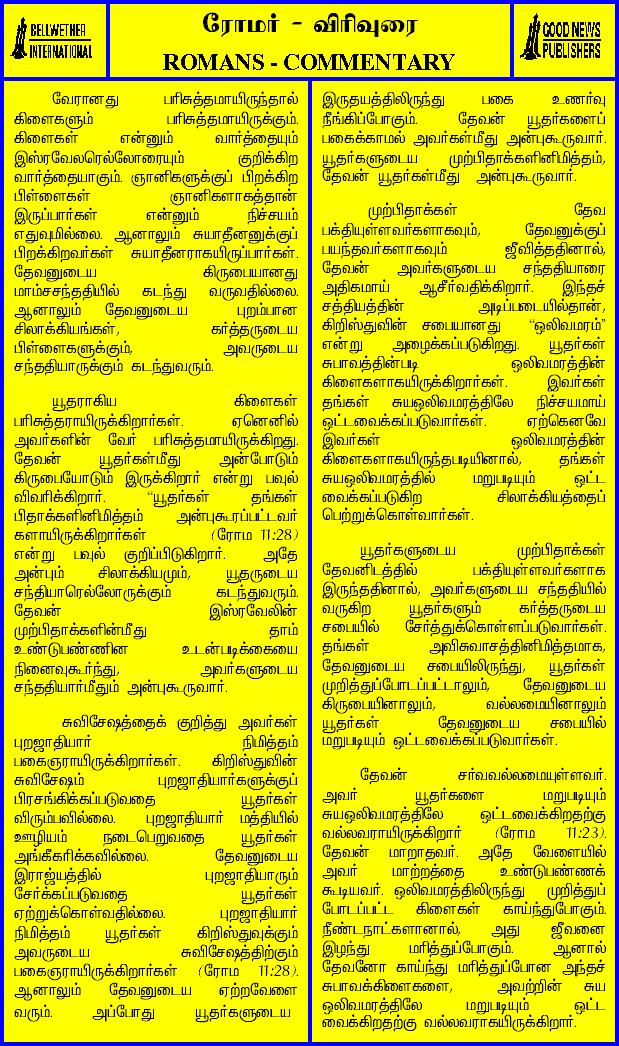 BELLWETHER
INTERNATIONAL
ரோமர் - விரிவுரை
ROMANS - COMMENTARY
GOOD NEWS
PUBLISHERS
வேரானது பரிசுத்தமாயிருந்தால்
கிளைகளும் பரிசுத்தமாயிருக்கும்.
கிளைகள் என்னும் வார்த்தையும்
இஸ்ரவேலரெல்லோரையும் குறிக்கிற
வார்த்தையாகும். ஞானிகளுக்குப் பிறக்கிற
பிள்ளைகள் ஞானிகளாகத்தான்
இருப்பார்கள் என்னும் நிச்சயம்
எதுவுமில்லை. ஆனாலும் சுயாதீனனுக்குப்
பிறக்கிறவர்கள் சுயாதீனராகயிருப்பார்கள்.
தேவனுடைய கிருபையானது
மாம்சசந்ததியில் கடந்து வருவதில்லை.
ஆனாலும் தேவனுடைய புறம்பான
சிலாக்கியங்கள், கர்த்தருடைய
பிள்ளைகளுக்கும், அவருடைய
சந்ததியாருக்கும் கடந்துவரும்.
யூதராகிய கிளைகள்
பரிசுத்தராயிருக்கிறார்கள். ஏனெனில்
அவர்களின் வேர் பரிசுத்தமாயிருக்கிறது.
தேவன் யூதர்கள்மீது அன்போடும்
கிருபையோடும் இருக்கிறார் என்று பவுல்
விவரிக்கிறார். “யூதர்கள் தங்கள்
பிதாக்களினிமித்தம் அன்புகூரப்பட்டவர்
களாயிருக்கிறார்கள் (ரோம 11:28)
என்று பவுல் குறிப்பிடுகிறார். அதே
அன்பும் சிலாக்கியமும், யூதருடைய
சந்தியாரெல்லோருக்கும் கடந்துவரும்.
தேவன் இஸ்ரவேலின்
முற்பிதாக்களின்மீது தாம்
உண்டுபண்ணின உடன்படிக்கையை
நினைவுகூர்ந்து, அவர்களுடைய
சந்ததியார்மீதும் அன்புகூருவார்.
சுவிசேஷத்தைக் குறித்து அவர்கள்
புறஜாதியார் நிமித்தம்
பகைஞராயிருக்கிறார்கள். கிறிஸ்துவின்
சுவிசேஷம் புறஜாதியார்களுக்குப்
பிரசங்கிக்கப்படுவதை யூதர்கள்
விரும்பவில்லை. புறஜாதியார் மத்தியில்
ஊழியம் நடைபெறுவதை யூதர்கள்
அங்கீகரிக்கவில்லை. தேவனுடைய
இராஜ்யத்தில் புறஜாதியாரும்
சேர்க்கப்படுவதை யூதர்கள்
ஏற்றுக்கொள்வதில்லை. புறஜாதியார்
நிமித்தம் யூதர்கள் கிறிஸ்துவுக்கும்
அவருடைய சுவிசேஷத்திற்கும்
பகைஞராயிருக்கிறார்கள் (ரோம 11:28).
ஆனாலும் தேவனுடைய ஏற்றவேளை
வரும். அப்போது யூதர்களுடைய
இருதயத்திலிருந்து பகை உணர்வு
நீங்கிப்போகும். தேவன் யூதர்களைப்
பகைக்காமல் அவர்கள்மீது அன்புகூருவார்.
யூதர்களுடைய முற்பிதாக்களினிமித்தம்,
தேவன் யூதர்கள்மீது அன்புகூருவார்.
முற்பிதாக்கள் தேவ
பக்தியுள்ளவர்களாகவும், தேவனுக்குப்
பயந்தவர்களாகவும் ஜீவித்ததினால்,
தேவன் அவர்களுடைய சந்ததியாரை
அதிகமாய் ஆசீர்வதிக்கிறார். இந்தச்
சத்தியத்தின் அடிப்படையில்தான்,
கிறிஸ்துவின் சபையானது “ஒலிவமரம்”
என்று அழைக்கப்படுகிறது. யூதர்கள்
சுபாவத்தின்படி ஒலிவமரத்தின்
கிளைகளாகயிருக்கிறார்கள். இவர்கள்
தங்கள் சுயஒலிவமரத்திலே நிச்சயமாய்
ஒட்டவைக்கப்படுவார்கள். ஏற்கெனவே
இவர்கள் ஒலிவமரத்தின்
கிளைகளாகயிருந்தபடியினால், தங்கள்
சுயஒலிவமரத்தில் மறுபடியும் ஒட்ட
வைக்கப்படுகிற சிலாக்கியத்தைப்
பெற்றுக்கொள்வார்கள்.
யூதர்களுடைய முற்பிதாக்கள்
தேவனிடத்தில் பக்தியுள்ளவர்களாக
இருந்ததினால், அவர்களுடைய சந்ததியில்
வருகிற யூதர்களும் கர்த்தருடைய
சபையில் சேர்த்துக்கொள்ளப்படுவார்கள்.
தங்கள் அவிசுவாசத்தினிமித்தமாக,
தேவனுடைய சபையிலிருந்து, யூதர்கள்
முறித்துப்போடப்பட்டாலும், தேவனுடைய
கிருபையினாலும், வல்லமையினாலும்
யூதர்கள் தேவனுடைய சபையில்
மறுபடியும் ஒட்டவைக்கப்படுவார்கள்.
தேவன் சர்வவல்லமையுள்ளவர்.
அவர் யூதர்களை மறுபடியும்
சுயஒலிவமரத்திலே ஒட்டவைக்கிறதற்கு
வல்லவராயிருக்கிறார் (ரோம 11:23).
தேவன் மாறாதவர். அதே வேளையில்
அவர் மாற்றத்தை உண்டுபண்ணக்
கூடியவர். ஒலிவமரத்திலிருந்து முறித்துப்
போடப்பட்ட கிளைகள் காய்ந்துபோகும்.
நீண்டநாட்களானால், அது ஜீவனை
இழந்து மரித்துப்போகும். ஆனால்
தேவனோ காய்ந்து மரித்துப்போன அந்தச்
சுபாவக்கிளைகளை, அவற்றின் சுய
ஒலிவமரத்திலே மறுபடியும் ஒட்ட
வைக்கிறதற்கு வல்லவராகயிருக்கிறார்.